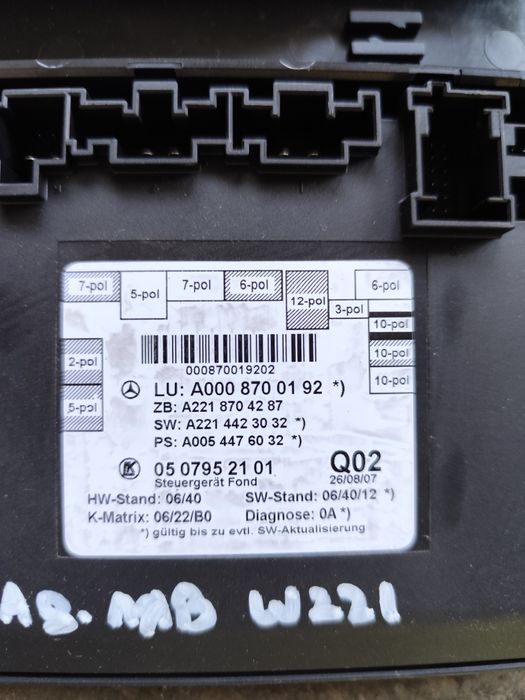 7-pol
5-pol
7-pol
6-pol
12-pol
3-pol
6-pol
10-pol
10-pol
10-pol
2-pol
5-pol
000870019202
LU: A000 870 01 92 *)
ZB: A221 870 42 87
SW: A221 442 30 32 *)
PS: A005 447 60 32 *)
05 0795 21 01
Q02
Steuergerät Fond
26/08/07
HW-Stand: 06/40
SW-Stand: 06/40/12 *)
K-Matrix: 06/22/B0
Diagnose: 0A *)
*) gültig bis zu evtl. SW-Aktualisierung
W221